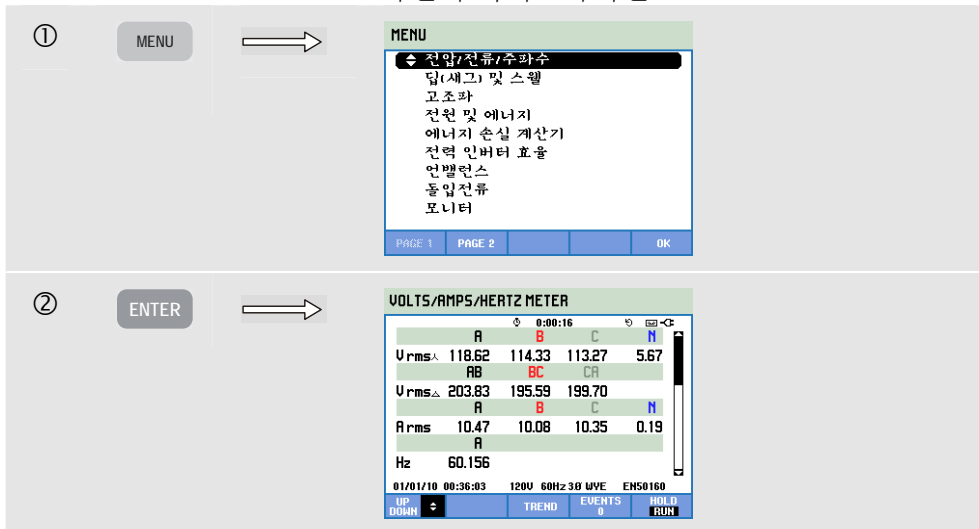 ① MENU
MENU
전압/전류/주파수
딥(새그) 및 스웰
고조파
전원 및 에너지
에너지 손실 계산기
전력 인버터 효율
언밸런스
돌입전류
모니터
PAGE 1 PAGE 2 OK
② ENTER
VOLTS/AMPS/HERTZ METER
0:00:16
A B C N
V rms 118.62 114.33 113.27 5.67
AB BC CA
V rms 203.83 195.59 199.70
A B C N
A rms 10.47 10.08 10.35 0.19
A
Hz 60.156
01/01/10 00:36:03 120V 60Hz 3Ø WYE EN50160
UP DOWN TREND EVENTS 0 HOLD RUN